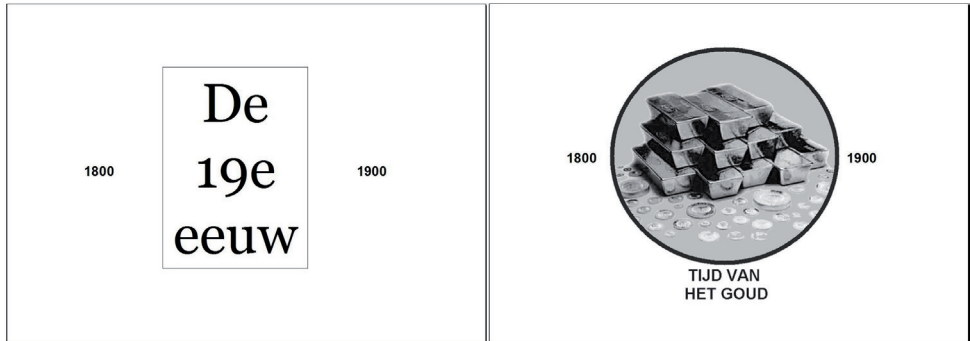 1800
De
19e
eeuw
1900
1800
1900
TIJD VAN
HET GOUD